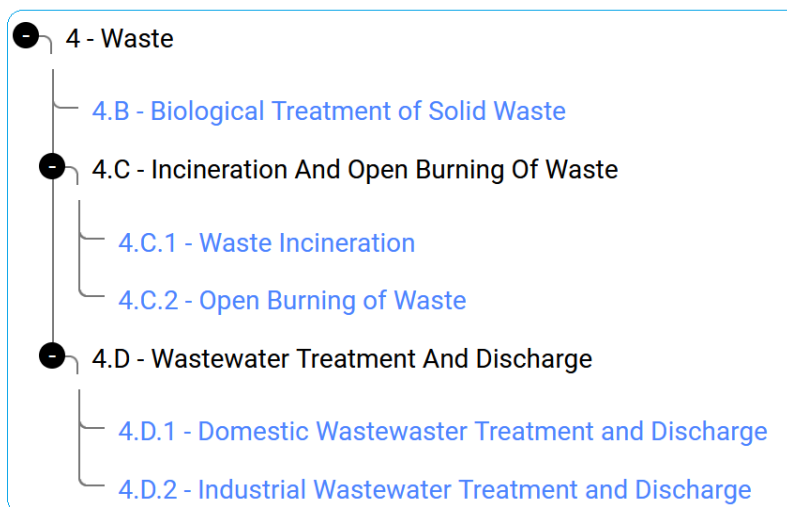 4 - Waste
4.B - Biological Treatment of Solid Waste
4.C - Incineration And Open Burning Of Waste
4.C.1 - Waste Incineration
4.C.2 - Open Burning of Waste
4.D - Wastewater Treatment And Discharge
4.D.1 - Domestic Wastewaster Treatment and Discharge
4.D.2 - Industrial Wastewater Treatment and Discharge